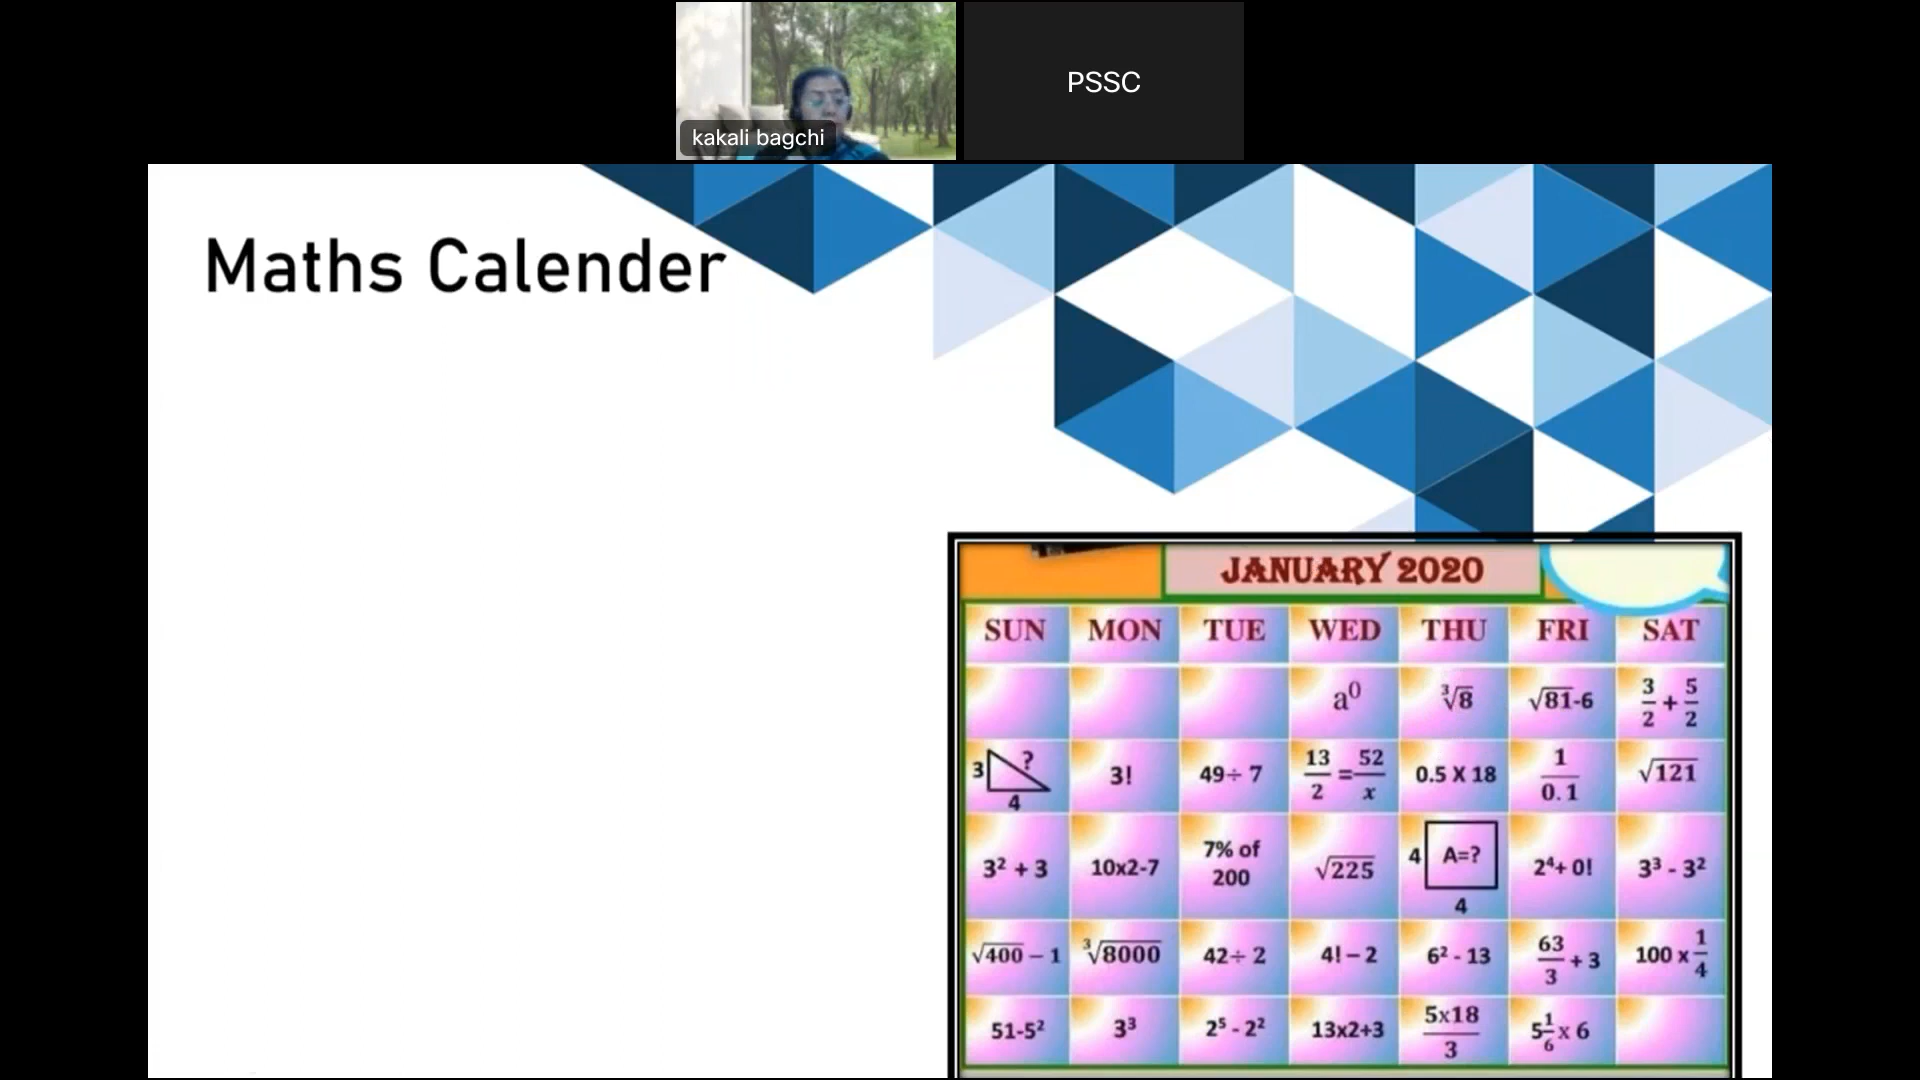 kakali bagchi
PSSC
Maths Calender
JANUARY 2020
SUN MON TUE WED THU FRI SAT
a⁰ ∛8 √81-6 3/2 + 5/2
3 ? 4 3! 49÷ 7 13/2 = 52/x 0.5 X 18 1/0.1 √121
3² + 3 10x2-7 7% of 200 √225 4 A=? 4 2⁴+ 0! 3³ - 3²
√400 – 1 ∛8000 42÷ 2 4! – 2 6² - 13 63/3 + 3 100 x 1/4
51-5² 3³ 2⁵ - 2² 13x2+3 5x18/3 5 1/6 x 6